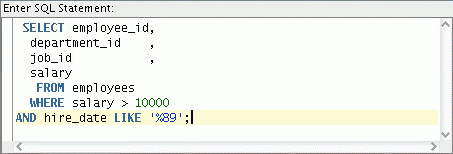 Enter SQL Statement:
SELECT employee_id,
department_id    ,
job_id           ,
salary
FROM employees
WHERE salary > 10000
AND hire_date LIKE '%89';